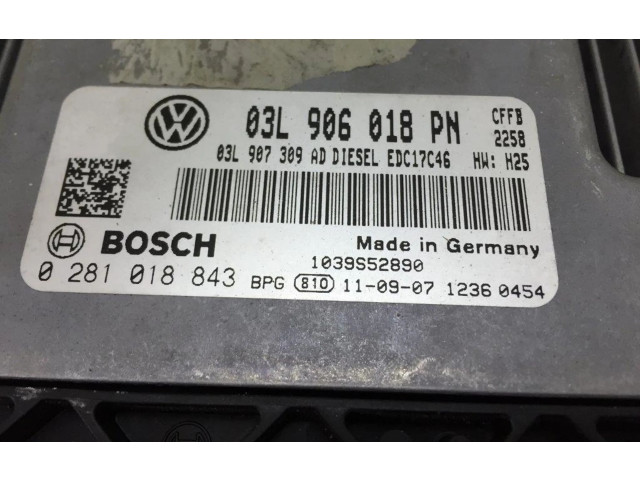 03L 906 018 PN CFFB
03L 907 309 AD DIESEL EDC17C46 2258
HW: H25
BOSCH Made in Germany
1039S52890
0 281 018 843 BPG 810 11-09-07 1236 0454